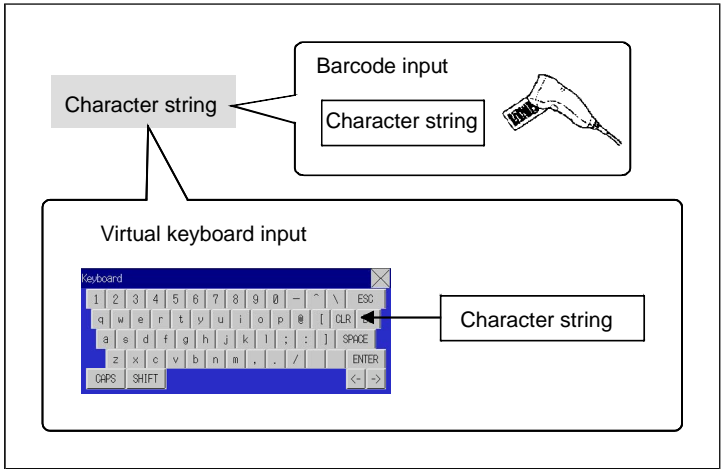 Barcode input
Character string
Character string
Virtual keyboard input
Keyboard
1 2 3 4 5 6 7 8 9 0 - ^ \ ESC
q w e r t y u i o p @ [ CLR
Character string
a s d f g h j k l ; : ] SPACE
z x c v b n m , . / ENTER
CAPS SHIFT <- ->